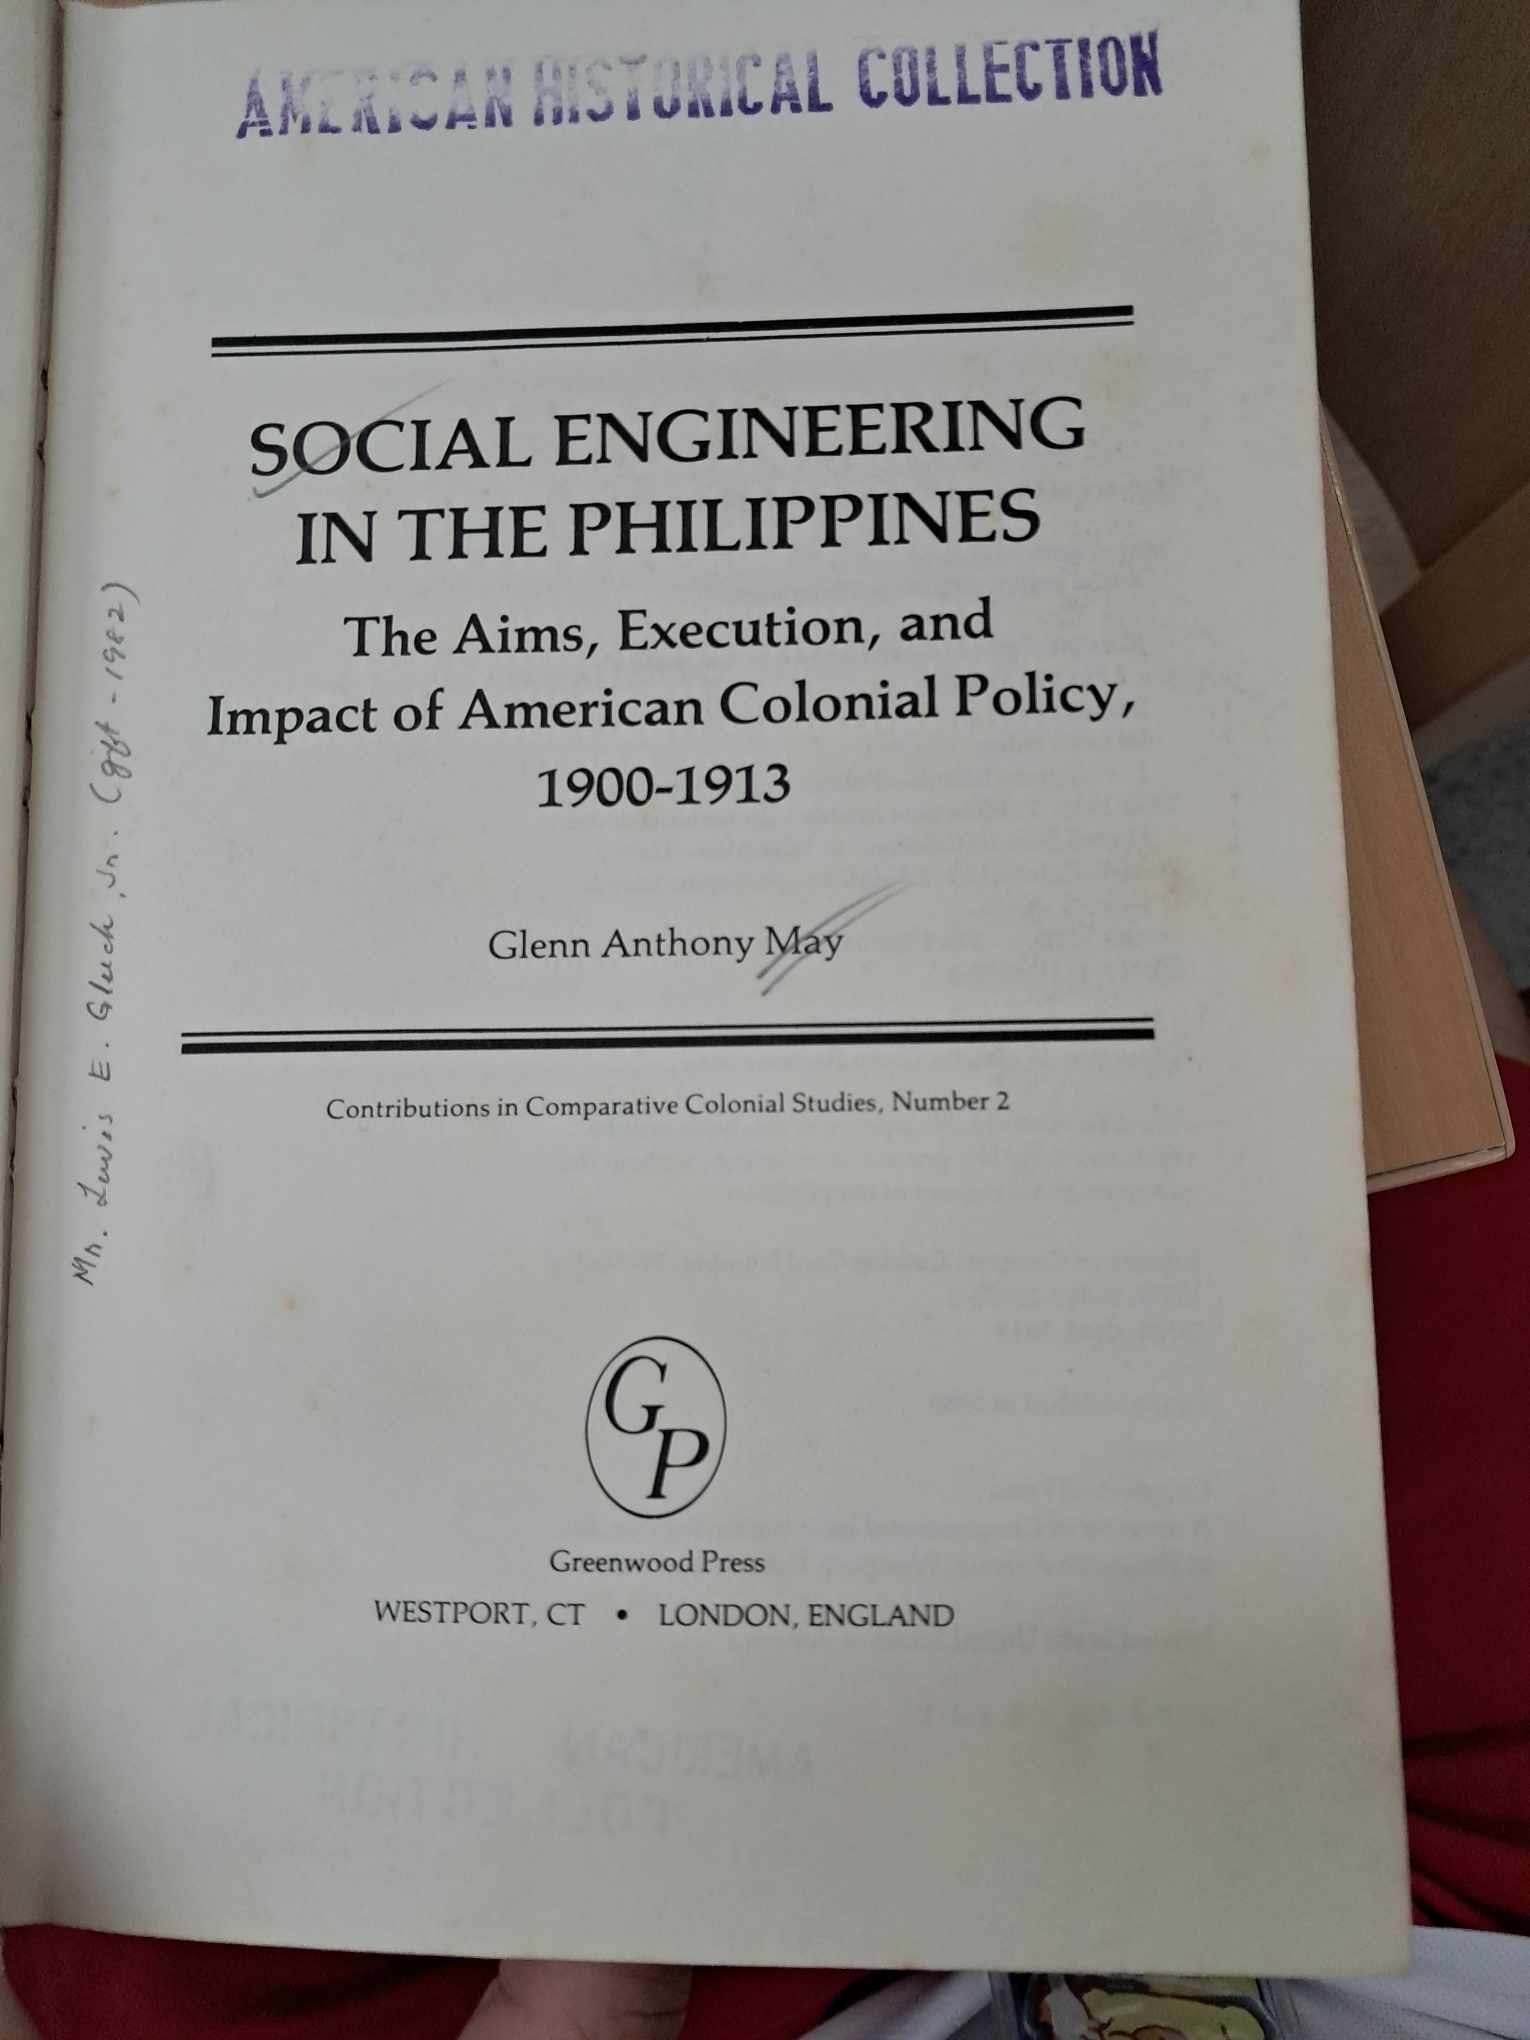 AMERICAN HISTORICAL COLLECTION
SOCIAL ENGINEERING
IN THE PHILIPPINES
The Aims, Execution, and
Impact of American Colonial Policy,
1900-1913
Glenn Anthony May
Contributions in Comparative Colonial Studies, Number 2
GP
Greenwood Press
WESTPORT, CT • LONDON, ENGLAND
Mr. Lewis E. Gleeck, Jr. (gift - 1982)